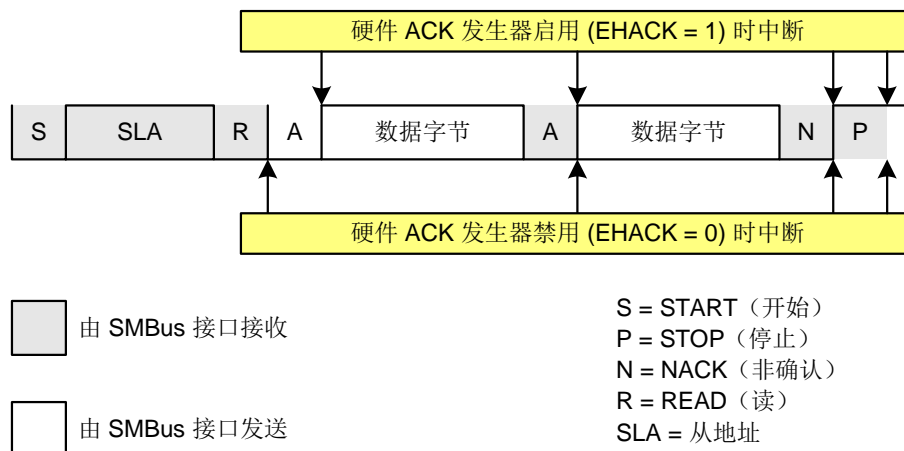 硬件 ACK 发生器启用 (EHACK = 1) 时中断
S SLA R A 数据字节 A 数据字节 N P
硬件 ACK 发生器禁用 (EHACK = 0) 时中断
由 SMBus 接口接收
由 SMBus 接口发送
S = START（开始）
P = STOP（停止）
N = NACK（非确认）
R = READ（读）
SLA = 从地址